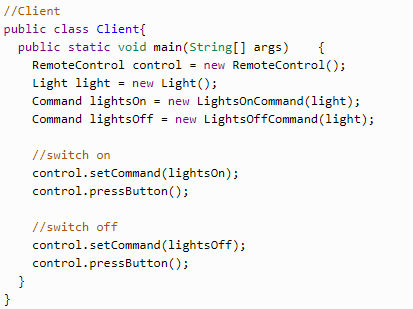 //Client
public class Client{
  public static void main(String[] args)    {
    RemoteControl control = new RemoteControl();
    Light light = new Light();
    Command lightsOn = new LightsOnCommand(light);
    Command lightsOff = new LightsOffCommand(light);

    //switch on
    control.setCommand(lightsOn);
    control.pressButton();

    //switch off
    control.setCommand(lightsOff);
    control.pressButton();
  }
}